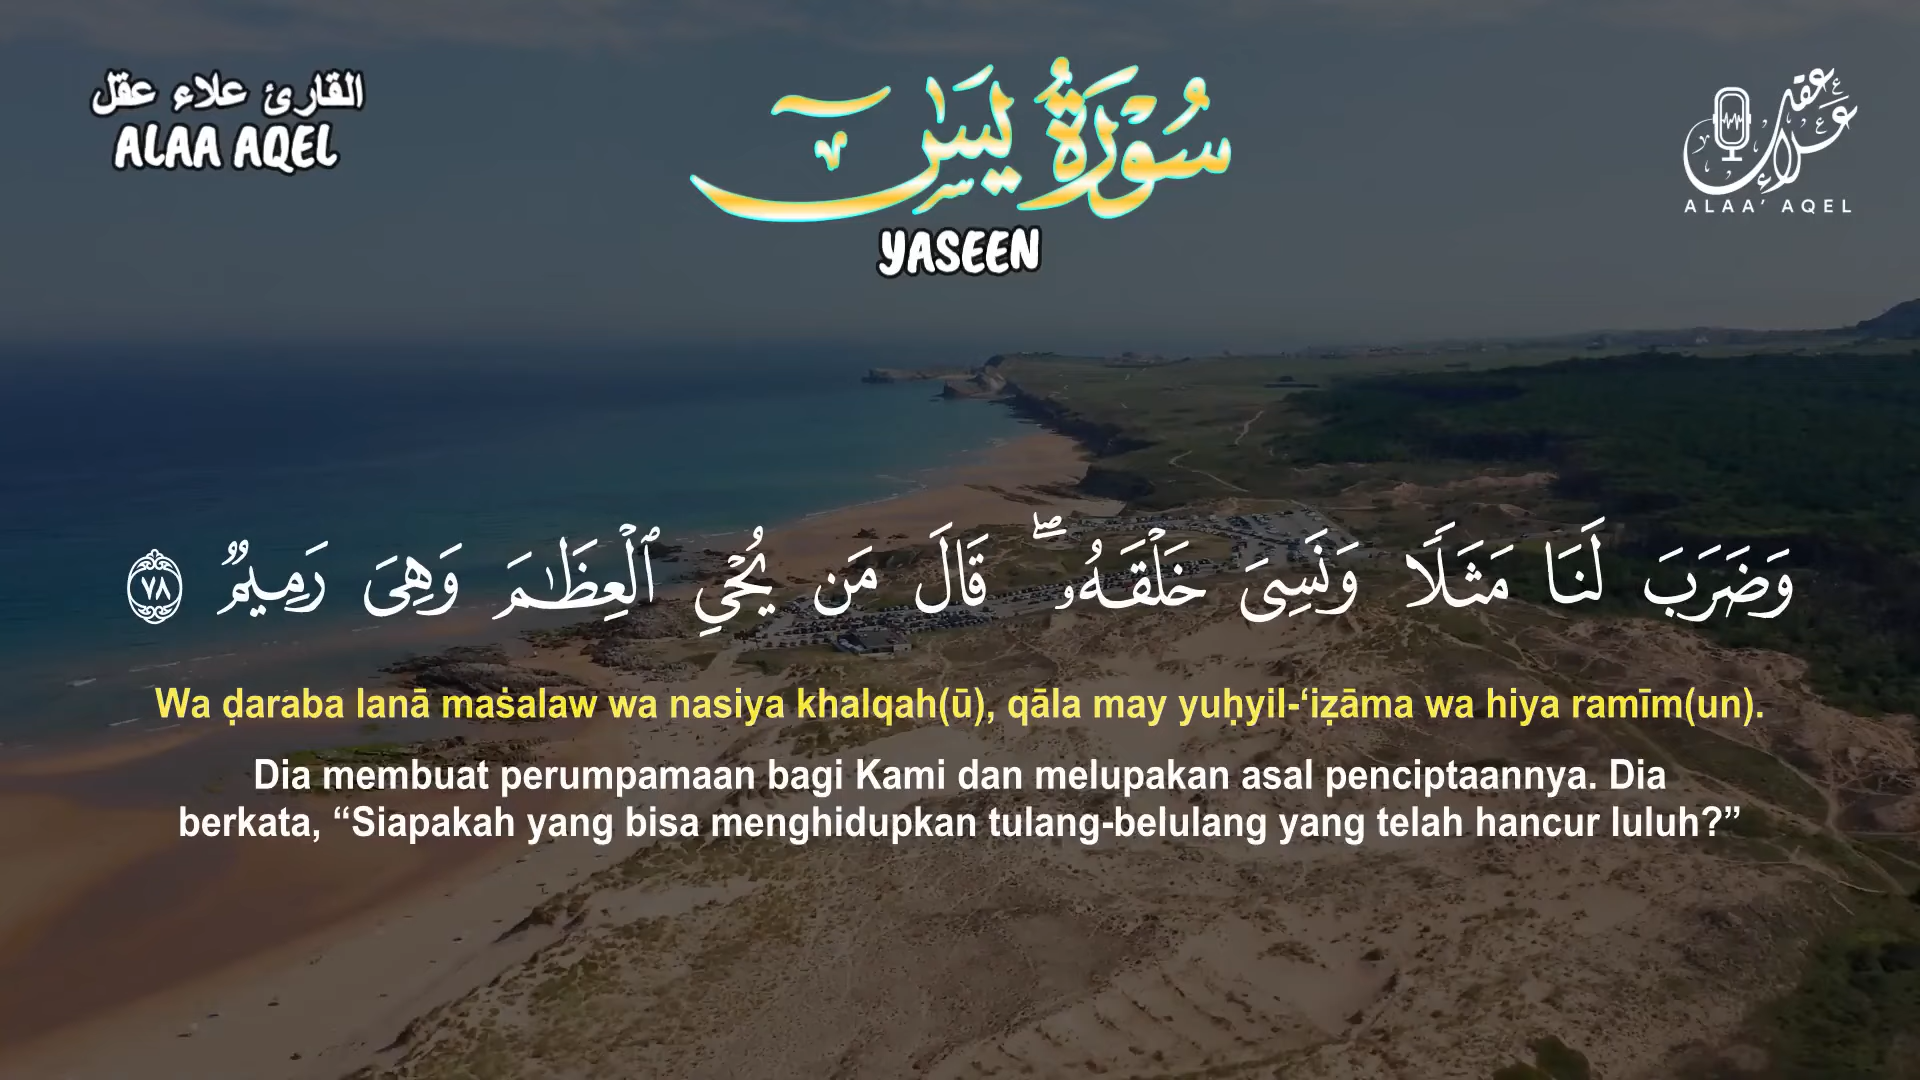 القارئ علاء عقل
ALAA AQEL
سُورَةُ يسٓ
YASEEN
علاء عقل
ALAA' AQEL
وَضَرَبَ لَنَا مَثَلًا وَنَسِىَ خَلْقَهُۥ ۖ قَالَ مَن يُحْىِ ٱلْعِظَٰمَ وَهِىَ رَمِيمٌ ٧٨
Wa ḍaraba lanā maṡalaw wa nasiya khalqah(ū), qāla may yuḥyil-‘iẓāma wa hiya ramīm(un).
Dia membuat perumpamaan bagi Kami dan melupakan asal penciptaannya. Dia
berkata, “Siapakah yang bisa menghidupkan tulang-belulang yang telah hancur luluh?”